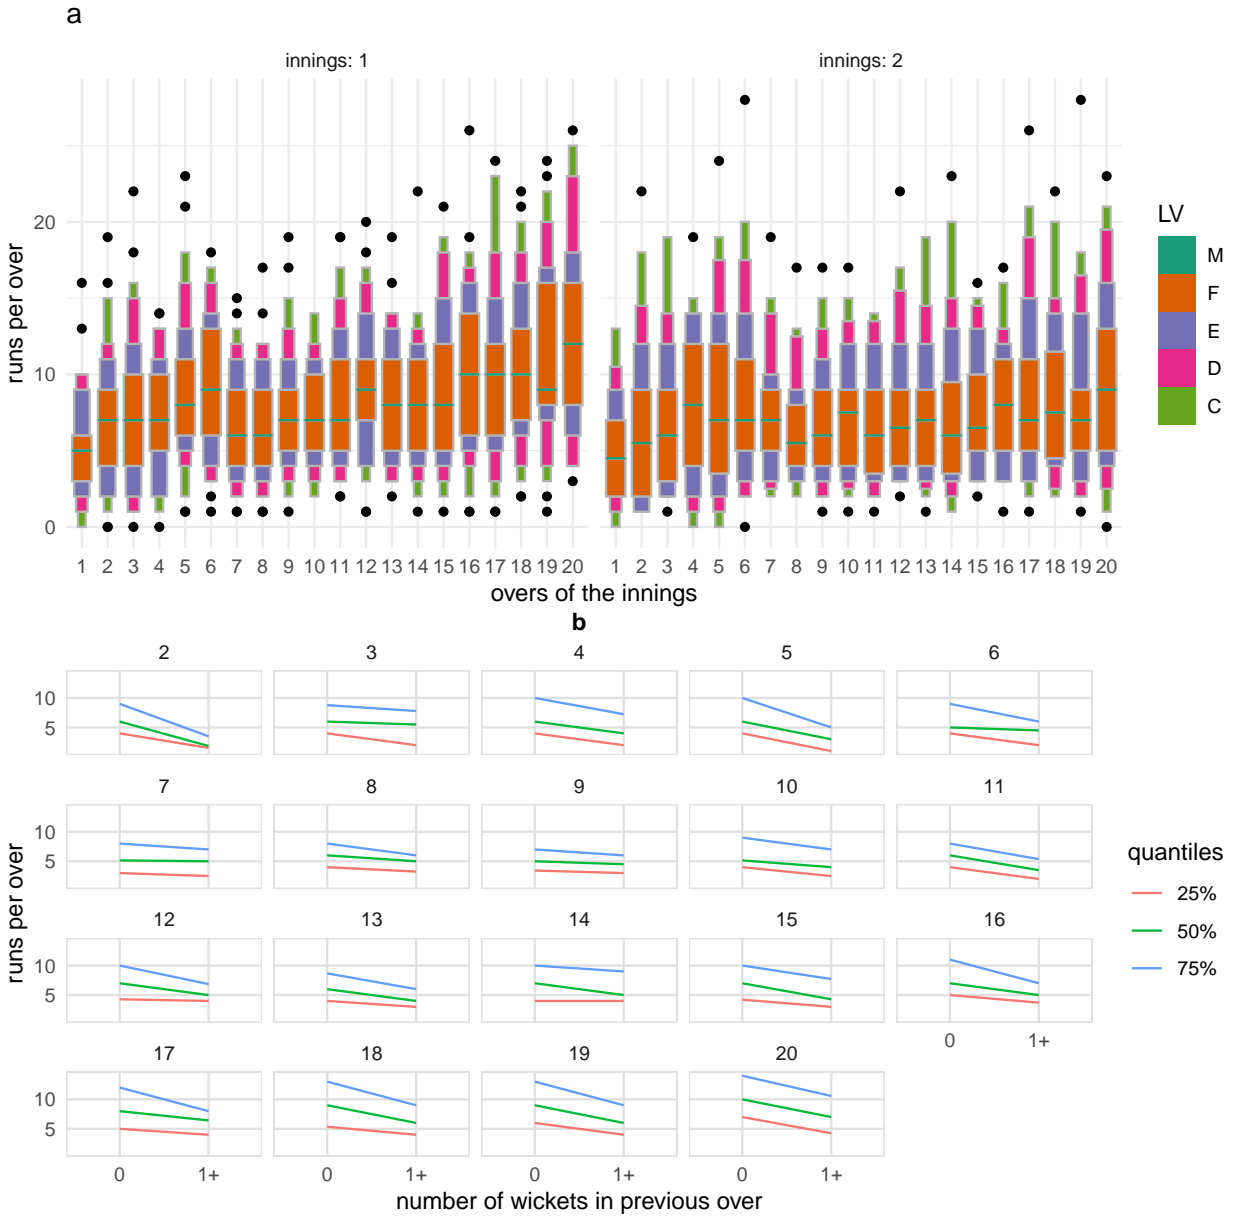 a
innings: 1 innings: 2
runs per over
20
10
0
1 2 3 4 5 6 7 8 9 10 11 12 13 14 15 16 17 18 19 20 1 2 3 4 5 6 7 8 9 10 11 12 13 14 15 16 17 18 19 20
overs of the innings
LV
M
F
E
D
C
b
2 3 4 5 6
10
5
7 8 9 10 11
10
5
12 13 14 15 16
10
5
0 1+
17 18 19 20
10
5
0 1+ 0 1+ 0 1+ 0 1+
runs per over
number of wickets in previous over
quantiles
25%
50%
75%